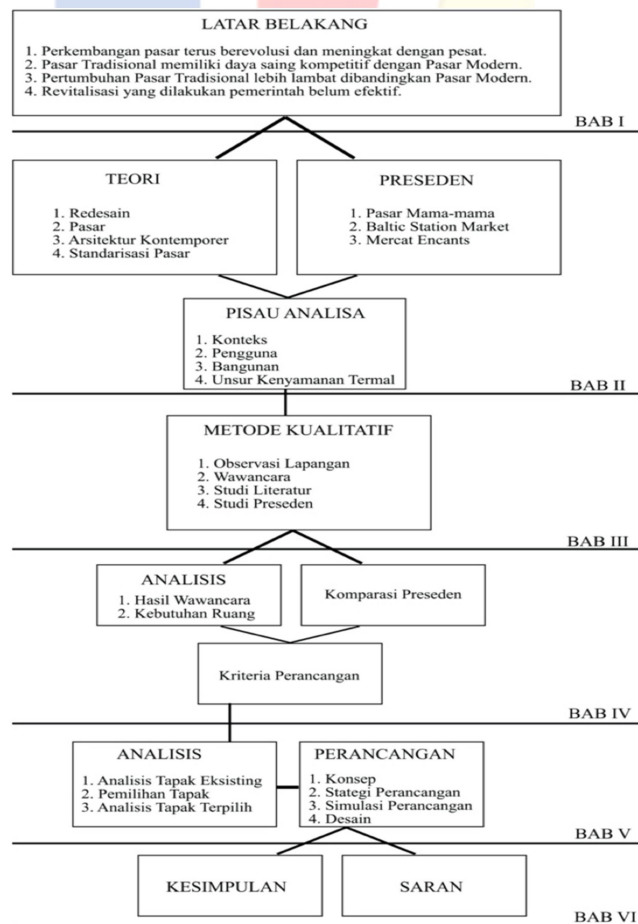 LATAR BELAKANG
1. Perkembangan pasar terus berevolusi dan meningkat dengan pesat.
2. Pasar Tradisional memiliki daya saing kompetitif dengan Pasar Modern.
3. Pertumbuhan Pasar Tradisional lebih lambat dibandingkan Pasar Modern.
4. Revitalisasi yang dilakukan pemerintah belum efektif.
BAB I
TEORI
1. Redesain
2. Pasar
3. Arsitektur Kontemporer
4. Standarisasi Pasar
PRESEDEN
1. Pasar Mama-mama
2. Baltic Station Market
3. Mercat Encants
PISAU ANALISA
1. Konteks
2. Pengguna
3. Bangunan
4. Unsur Kenyamanan Termal
BAB II
METODE KUALITATIF
1. Observasi Lapangan
2. Wawancara
3. Studi Literatur
4. Studi Preseden
BAB III
ANALISIS
1. Hasil Wawancara
2. Kebutuhan Ruang
Komparasi Preseden
Kriteria Perancangan
BAB IV
ANALISIS
1. Analisis Tapak Eksisting
2. Pemilihan Tapak
3. Analisis Tapak Terpilih
PERANCANGAN
1. Konsep
2. Stategi Perancangan
3. Simulasi Perancangan
4. Desain
BAB V
KESIMPULAN
SARAN
BAB VI